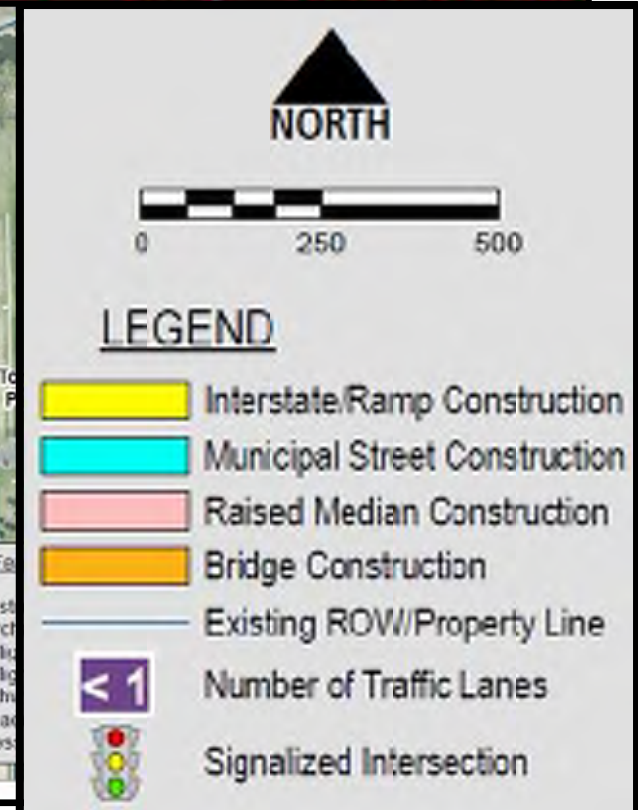 NORTH
0 250 500
LEGEND
Interstate/Ramp Construction
Municipal Street Construction
Raised Median Construction
Bridge Construction
Existing ROW/Property Line
< 1 Number of Traffic Lanes
Signalized Intersection